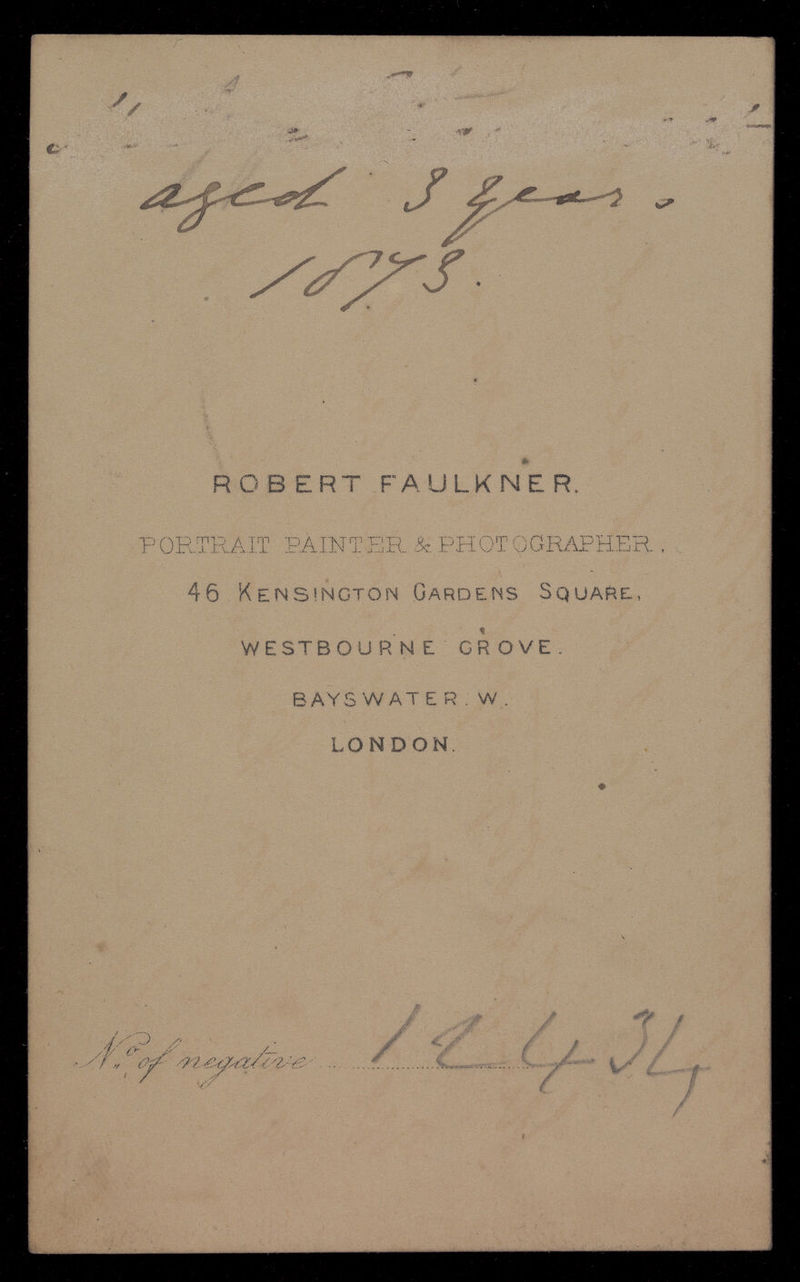 aged 3 years
1873.
ROBERT FAULKNER.
PORTRAIT PAINTER & PHOTOGRAPHER.
46 KENSINGTON GARDENS SQUARE,
WESTBOURNE GROVE.
BAYSWATER. W.
LONDON.
No. of negative 12434